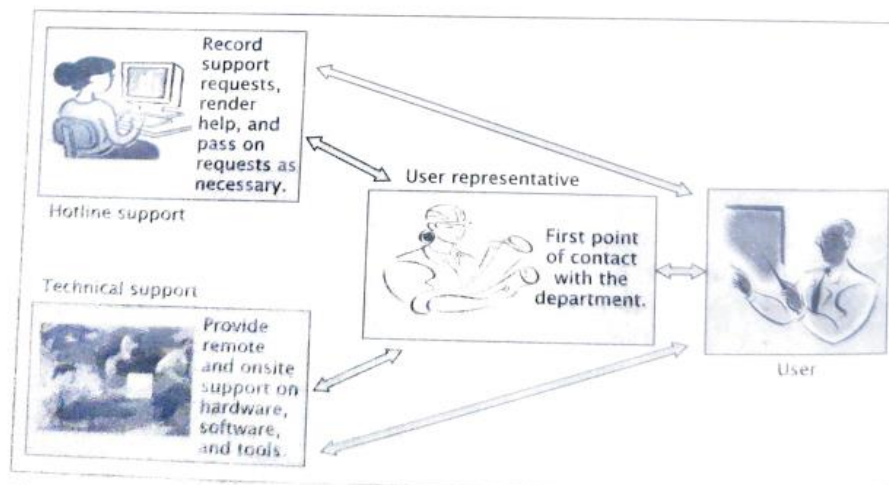 Record
support
requests,
render
help, and
pass on
requests as
necessary.
Hotline support
User representative
First point
of contact
with the
department.
Technical support
Provide
remote
and onsite
support on
hardware,
software,
and tools.
User